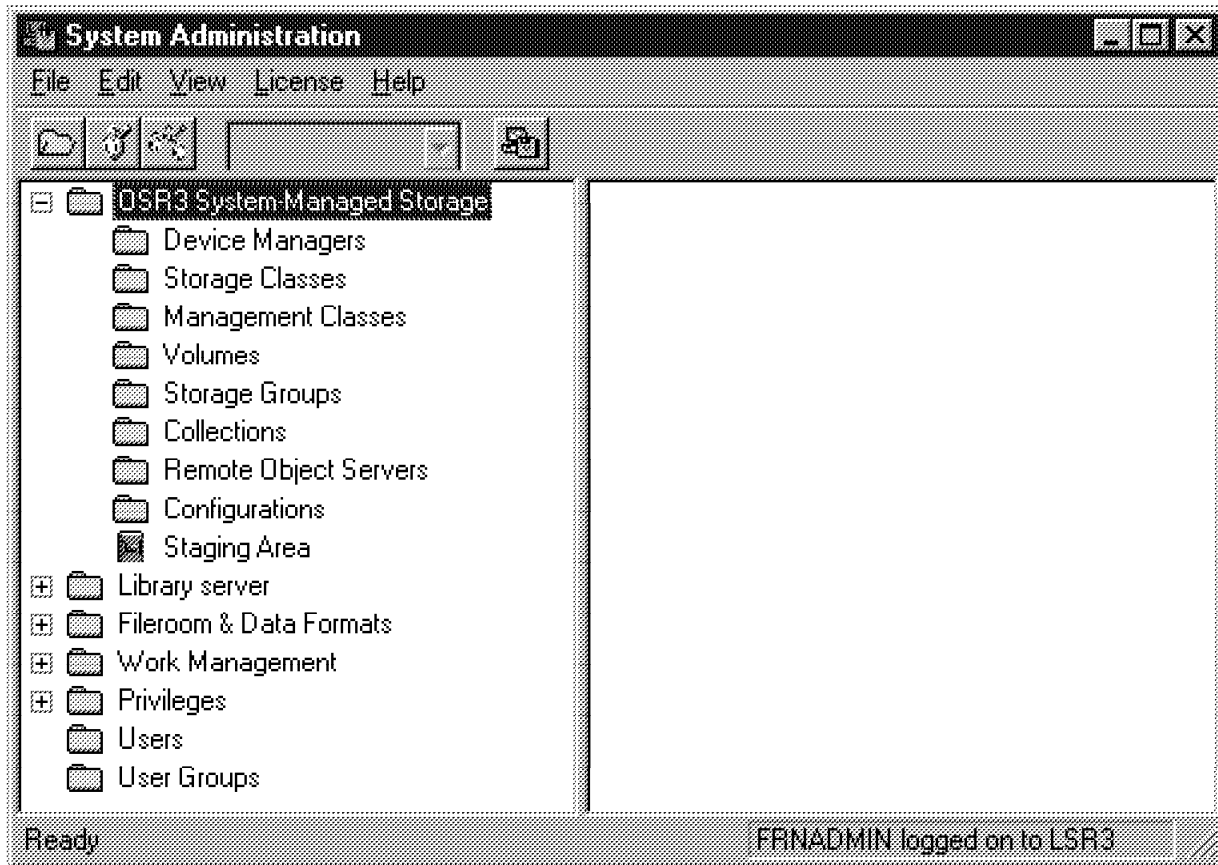 System Administration
File Edit View License Help
OSR3 System-Managed Storage
Device Managers
Storage Classes
Management Classes
Volumes
Storage Groups
Collections
Remote Object Servers
Configurations
Staging Area
Library server
Fileroom & Data Formats
Work Management
Privileges
Users
User Groups
Ready
FRNADMIN logged on to LSR3